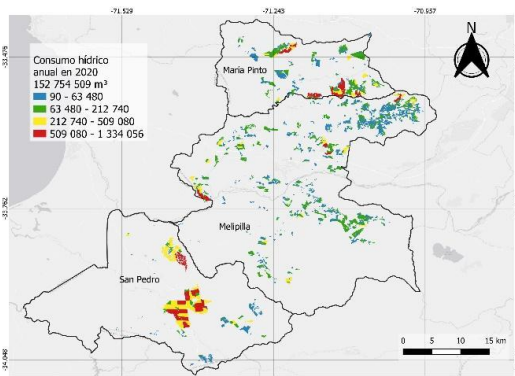 -71.529
-71.243
-70.957
N
-33.476
Consumo hídrico
anual en 2020
152 754 509 m³
90 - 63 480
63 480 - 212 740
212 740 - 509 080
509 080 - 1 334 056
María Pinto
-33.762
Melipilla
San Pedro
0 5 10 15 km
-34.048